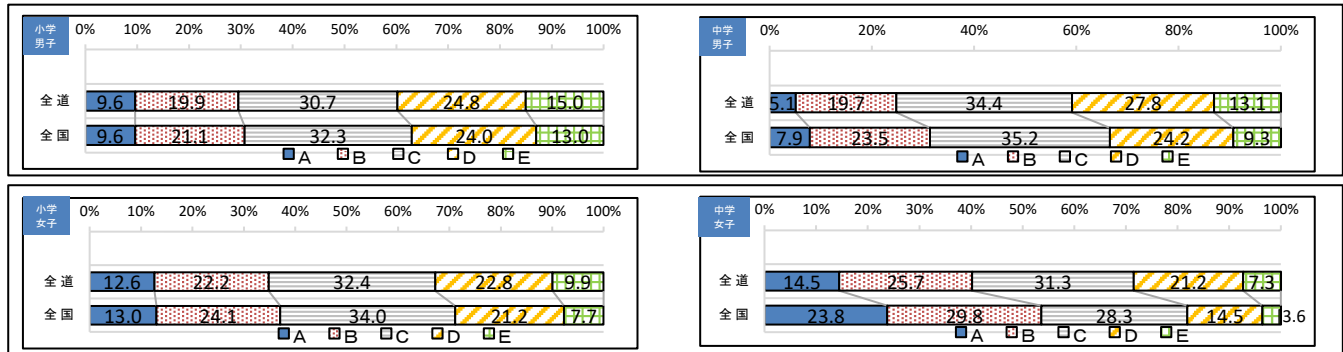 小学
男子
0% 10% 20% 30% 40% 50% 60% 70% 80% 90% 100%
全道 9.6 19.9 30.7 24.8 15.0
全国 9.6 21.1 32.3 24.0 13.0
A B C D E
中学
男子
0% 20% 40% 60% 80% 100%
全道 5.1 19.7 34.4 27.8 13.1
全国 7.9 23.5 35.2 24.2 9.3
A B C D E
小学
女子
0% 10% 20% 30% 40% 50% 60% 70% 80% 90% 100%
全道 12.6 22.2 32.4 22.8 9.9
全国 13.0 24.1 34.0 21.2 7.7
A B C D E
中学
女子
0% 20% 40% 60% 80% 100%
全道 14.5 25.7 31.3 21.2 7.3
全国 23.8 29.8 28.3 14.5 3.6
A B C D E